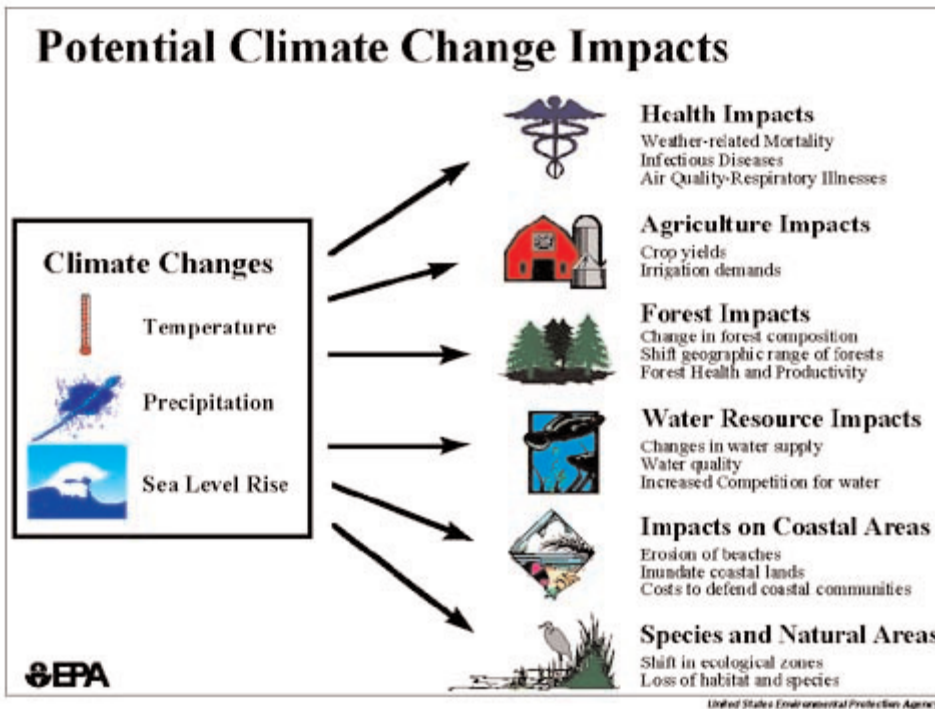 Potential Climate Change Impacts
Climate Changes
Temperature
Precipitation
Sea Level Rise
Health Impacts
Weather-related Mortality
Infectious Diseases
Air Quality-Respiratory Illnesses
Agriculture Impacts
Crop yields
Irrigation demands
Forest Impacts
Change in forest composition
Shift geographic range of forests
Forest Health and Productivity
Water Resource Impacts
Changes in water supply
Water quality
Increased Competition for water
Impacts on Coastal Areas
Erosion of beaches
Inundate coastal lands
Costs to defend coastal communities
Species and Natural Areas
Shift in ecological zones
Loss of habitat and species
EPA
United States Environmental Protection Agency